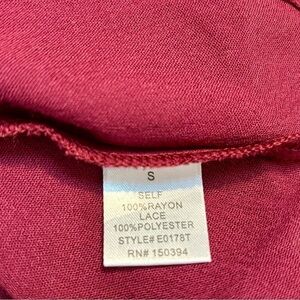 S
SELF
100%RAYON
LACE
100%POLYESTER
STYLE# E0178T
RN# 150394